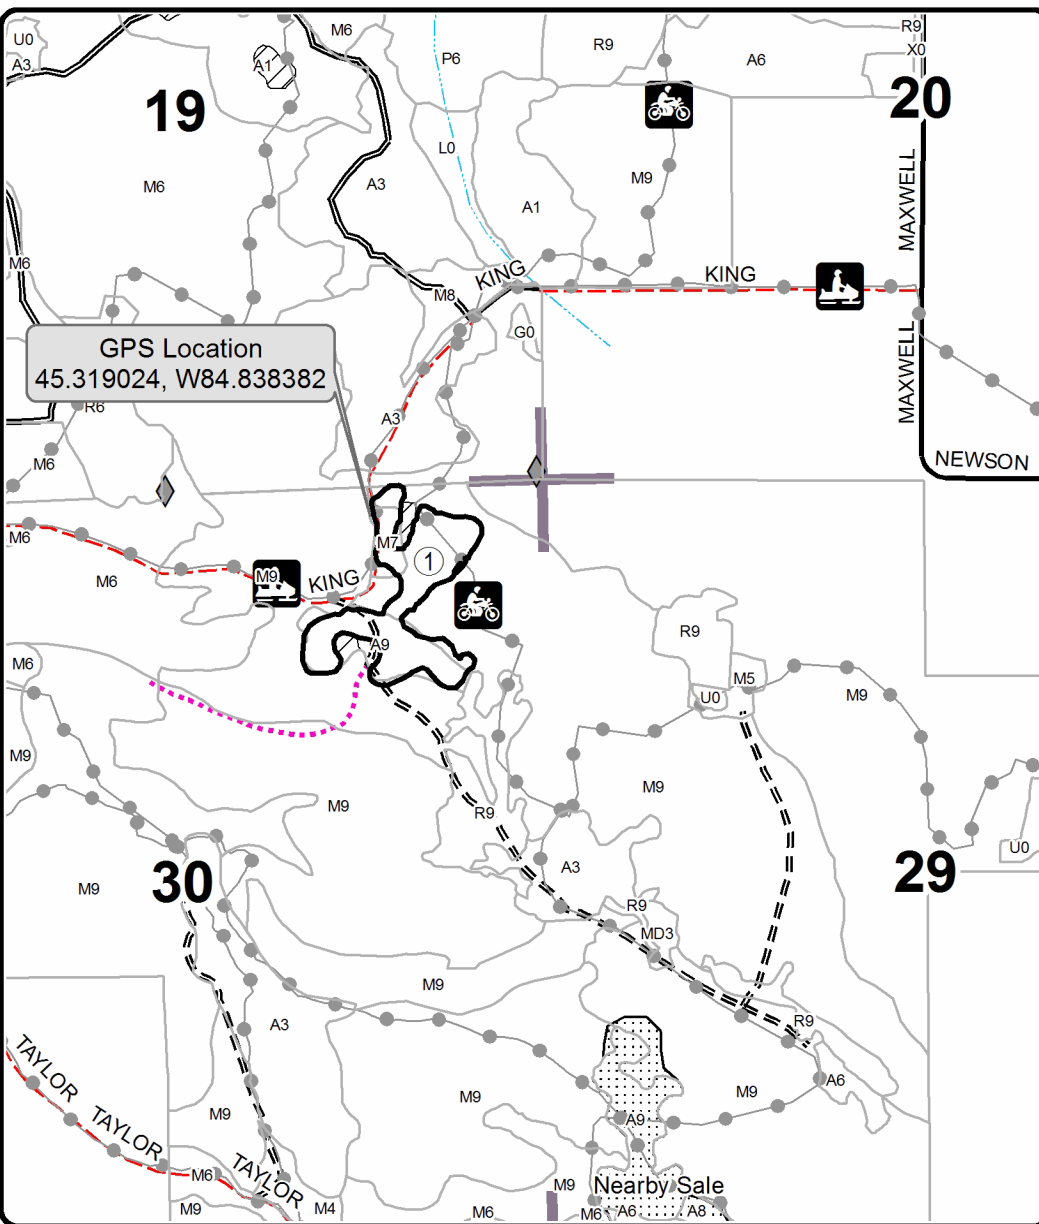 U0
M6
R9
R9
X0
A3
A1
P6
A6
19
20
L0
M6
A3
M9
MAXWELL
A1
M6
KING
KING
M8
G0
MAXWELL
GPS Location
45.319024, W84.838382
R6
A3
M6
NEWSON
M6
M7
1
M6
M9
KING
R9
A9
M6
M5
U0
M9
M9
M9
M9
R9
U0
A3
30
29
M9
R9
MD3
M9
A3
R9
TAYLOR
A6
M9
M9
M9
TAYLOR
A9
TAYLOR
M6
M9
Nearby Sale
M9
M4
M6
M6
A6
A8